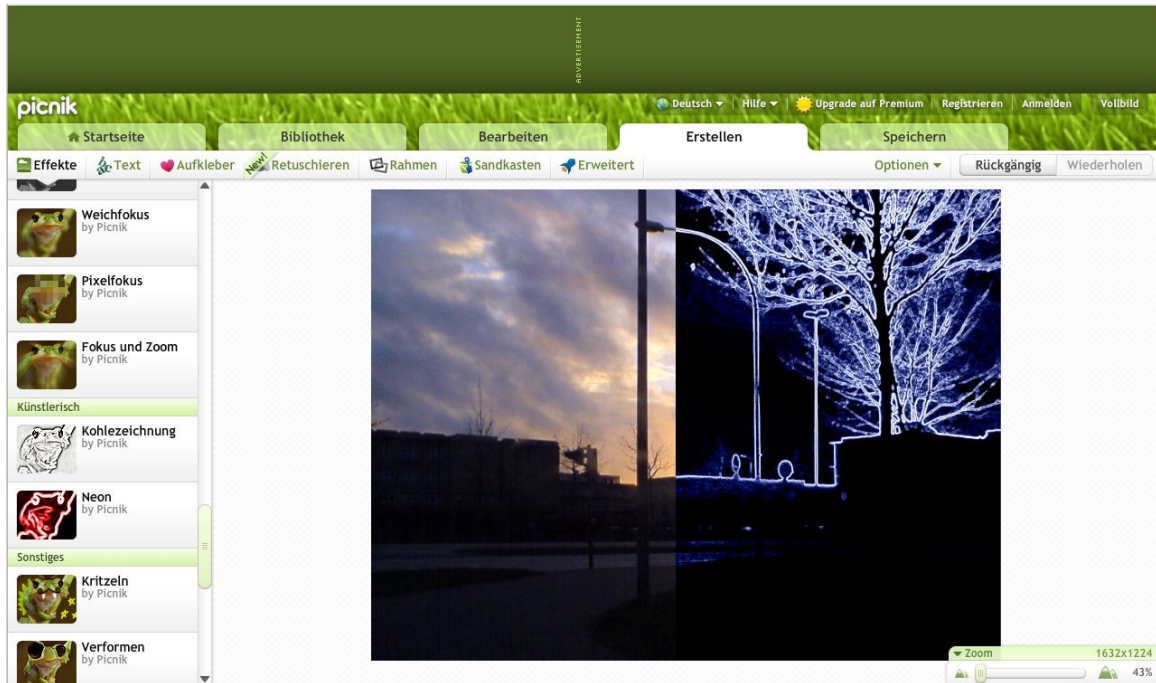 ADVERTISEMENT
picnik
Deutsch Hilfe Upgrade auf Premium Registrieren Anmelden Vollbild
Startseite Bibliothek Bearbeiten Erstellen Speichern
Effekte Text Aufkleber New! Retuschieren Rahmen Sandkasten Erweitert Optionen Rückgängig Wiederholen
Weichfokus
by Picnik
Pixelfokus
by Picnik
Fokus und Zoom
by Picnik
Künstlerisch
Kohlezeichnung
by Picnik
Neon
by Picnik
Sonstiges
Kritzeln
by Picnik
Verformen
by Picnik
Zoom 1632x1224
43%